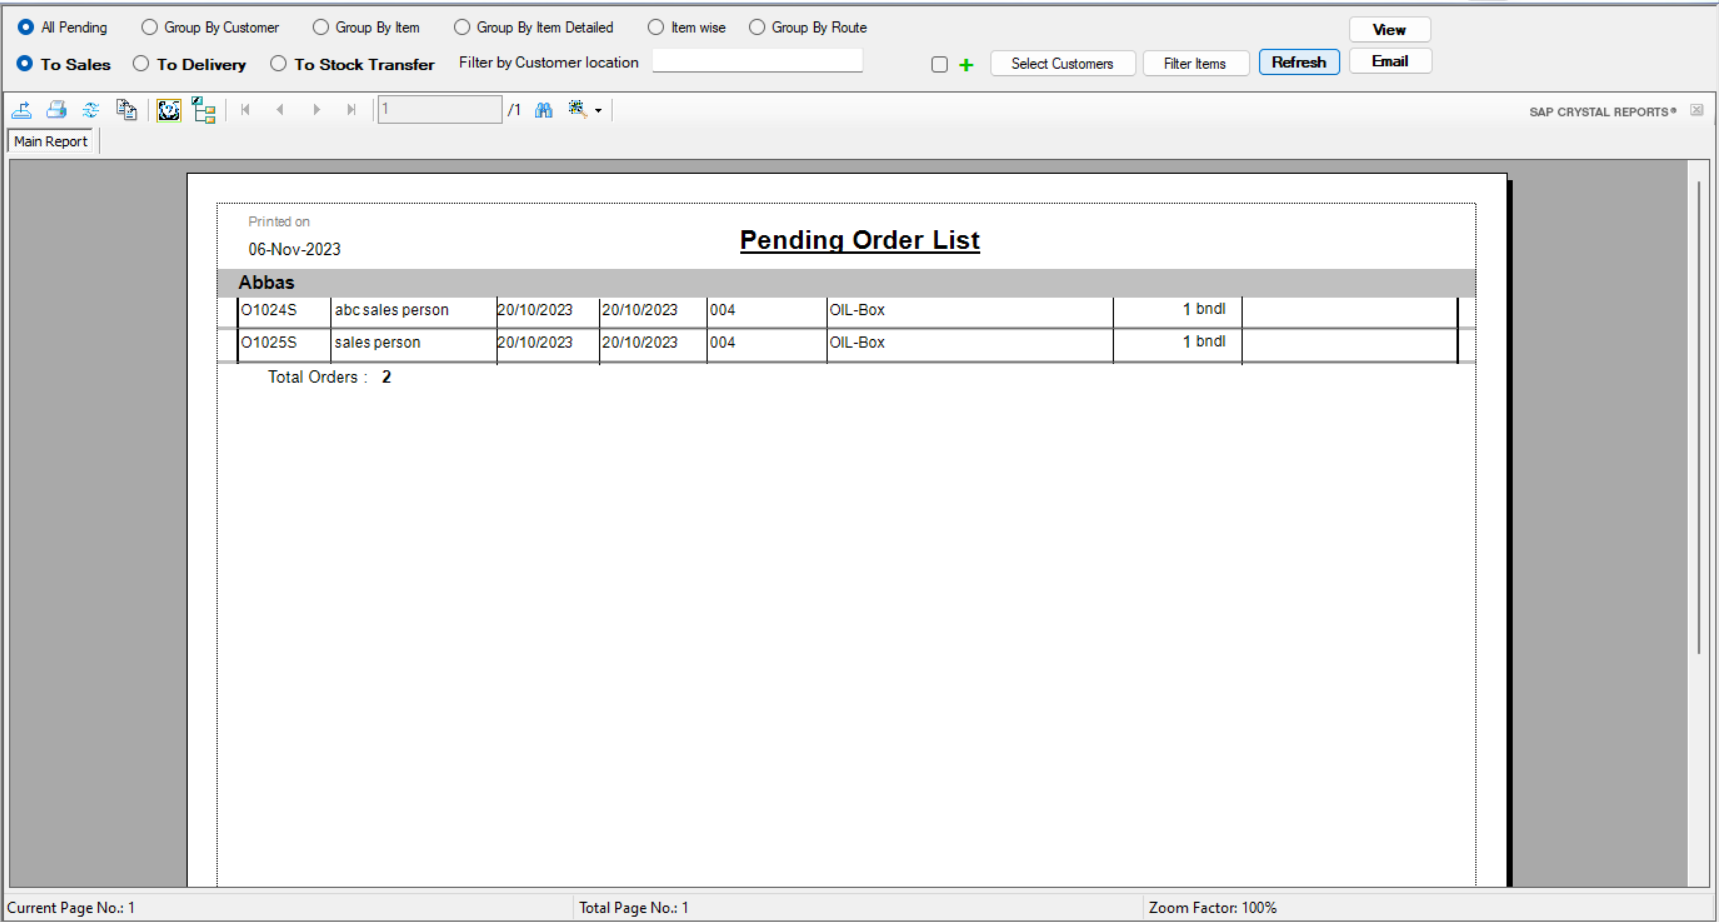 All Pending Group By Customer Group By Item Group By Item Detailed Item wise Group By Route View
To Sales To Delivery To Stock Transfer Filter by Customer location Select Customers Filter Items Refresh Email
1 /1 SAP CRYSTAL REPORTS®
Main Report
Printed on
06-Nov-2023 Pending Order List
Abbas
O1024S abc sales person 20/10/2023 20/10/2023 004 OIL-Box 1 bndl
O1025S sales person 20/10/2023 20/10/2023 004 OIL-Box 1 bndl
Total Orders : 2
Current Page No.: 1 Total Page No.: 1 Zoom Factor: 100%